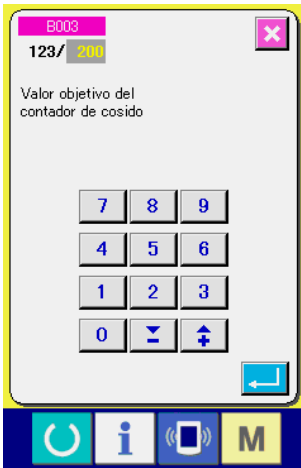 B003
123/ 200
Valor objetivo del
contador de cosido
7 8 9
4 5 6
1 2 3
0
i M